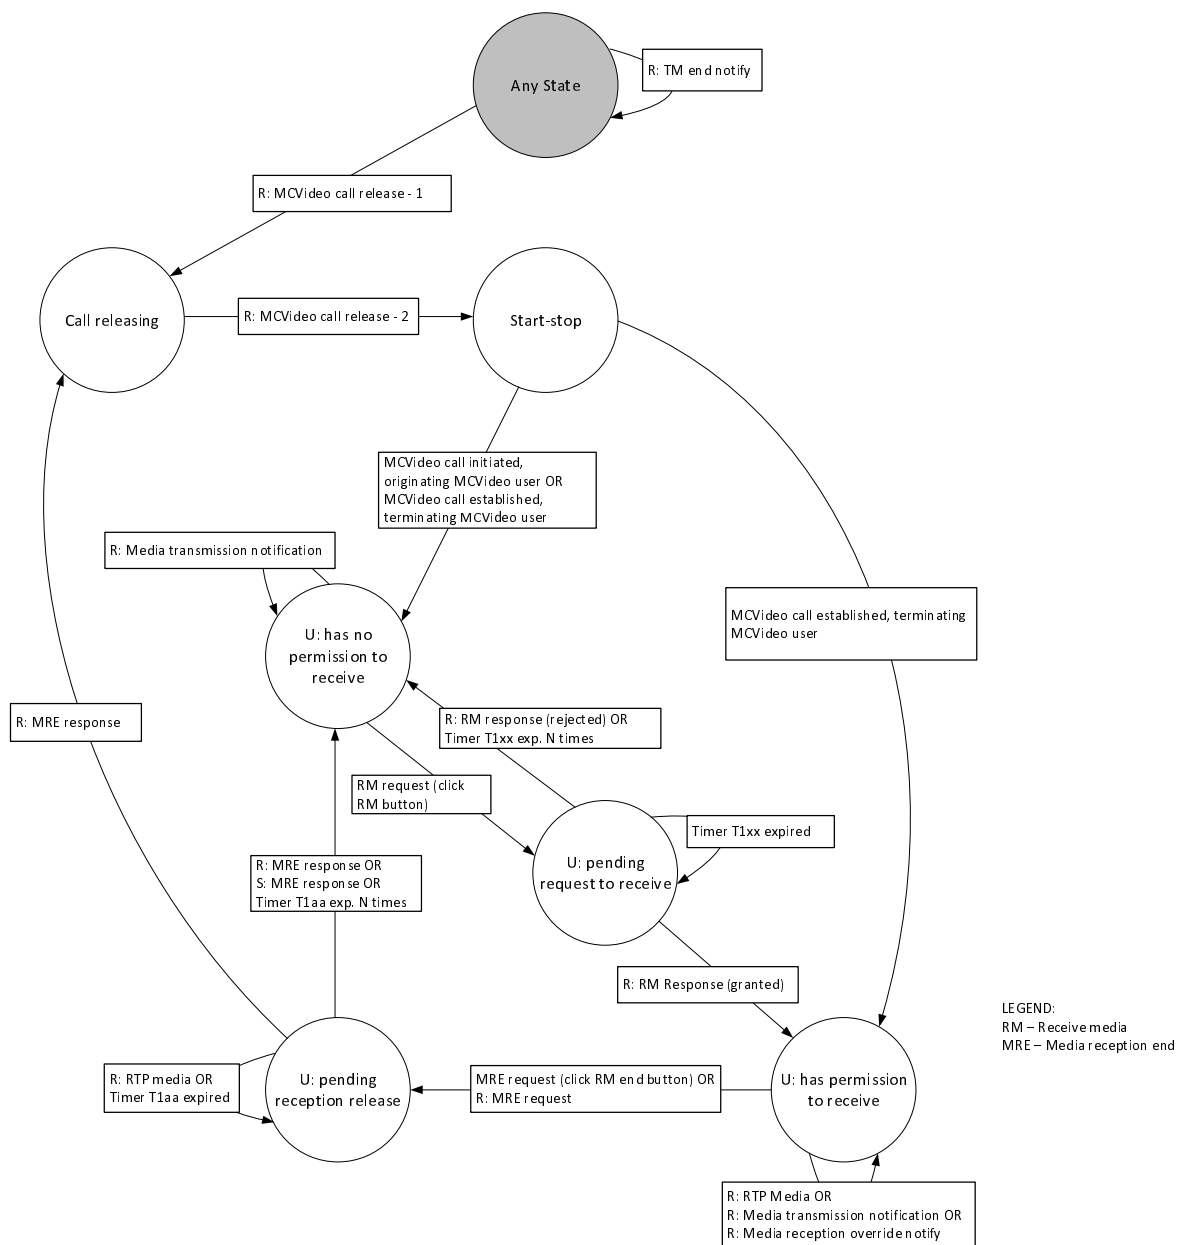 Any State
R: TM end notify
R: MCVideo call release - 1
Call releasing
R: MCVideo call release - 2
Start-stop
MCVideo call initiated,
originating MCVideo user OR
MCVideo call established,
terminating MCVideo user
R: Media transmission notification
MCVideo call established, terminating
MCVideo user
U: has no
permission to
receive
R: MRE response
R: RM response (rejected) OR
Timer T1xx exp. N times
RM request (click
RM button)
Timer T1xx expired
U: pending
request to receive
R: MRE response OR
S: MRE response OR
Timer T1aa exp. N times
R: RM Response (granted)
LEGEND:
RM – Receive media
MRE – Media reception end
R: RTP media OR
Timer T1aa expired
U: pending
reception release
MRE request (click RM end button) OR
R: MRE request
U: has permission
to receive
R: RTP Media OR
R: Media transmission notification OR
R: Media reception override notify